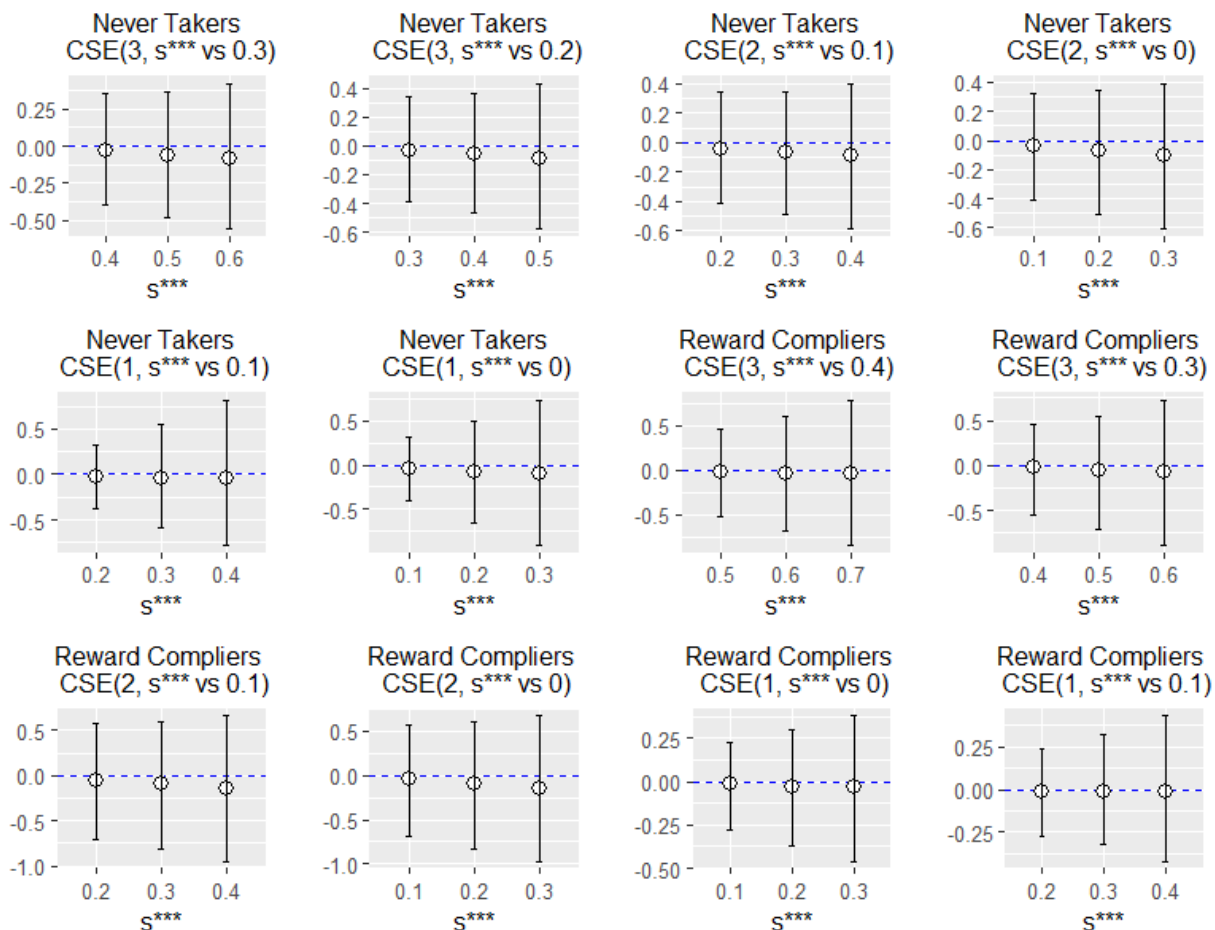 Never Takers
CSE(3, s*** vs 0.3)
0.25
0.00
-0.25
-0.50
0.4 0.5 0.6
s***
Never Takers
CSE(3, s*** vs 0.2)
0.4
0.2
0.0
-0.2
-0.4
-0.6
0.3 0.4 0.5
s***
Never Takers
CSE(2, s*** vs 0.1)
0.4
0.2
0.0
-0.2
-0.4
-0.6
0.2 0.3 0.4
s***
Never Takers
CSE(2, s*** vs 0)
0.4
0.2
0.0
-0.2
-0.4
-0.6
0.1 0.2 0.3
s***
Never Takers
CSE(1, s*** vs 0.1)
0.5
0.0
-0.5
0.2 0.3 0.4
s***
Never Takers
CSE(1, s*** vs 0)
0.5
0.0
-0.5
0.1 0.2 0.3
s***
Reward Compliers
CSE(3, s*** vs 0.4)
0.5
0.0
-0.5
0.5 0.6 0.7
s***
Reward Compliers
CSE(3, s*** vs 0.3)
0.5
0.0
-0.5
0.4 0.5 0.6
s***
Reward Compliers
CSE(2, s*** vs 0.1)
0.5
0.0
-0.5
-1.0
0.2 0.3 0.4
s***
Reward Compliers
CSE(2, s*** vs 0)
0.5
0.0
-0.5
-1.0
0.1 0.2 0.3
s***
Reward Compliers
CSE(1, s*** vs 0)
0.25
0.00
-0.25
-0.50
0.1 0.2 0.3
s***
Reward Compliers
CSE(1, s*** vs 0.1)
0.25
0.00
-0.25
0.2 0.3 0.4
s***